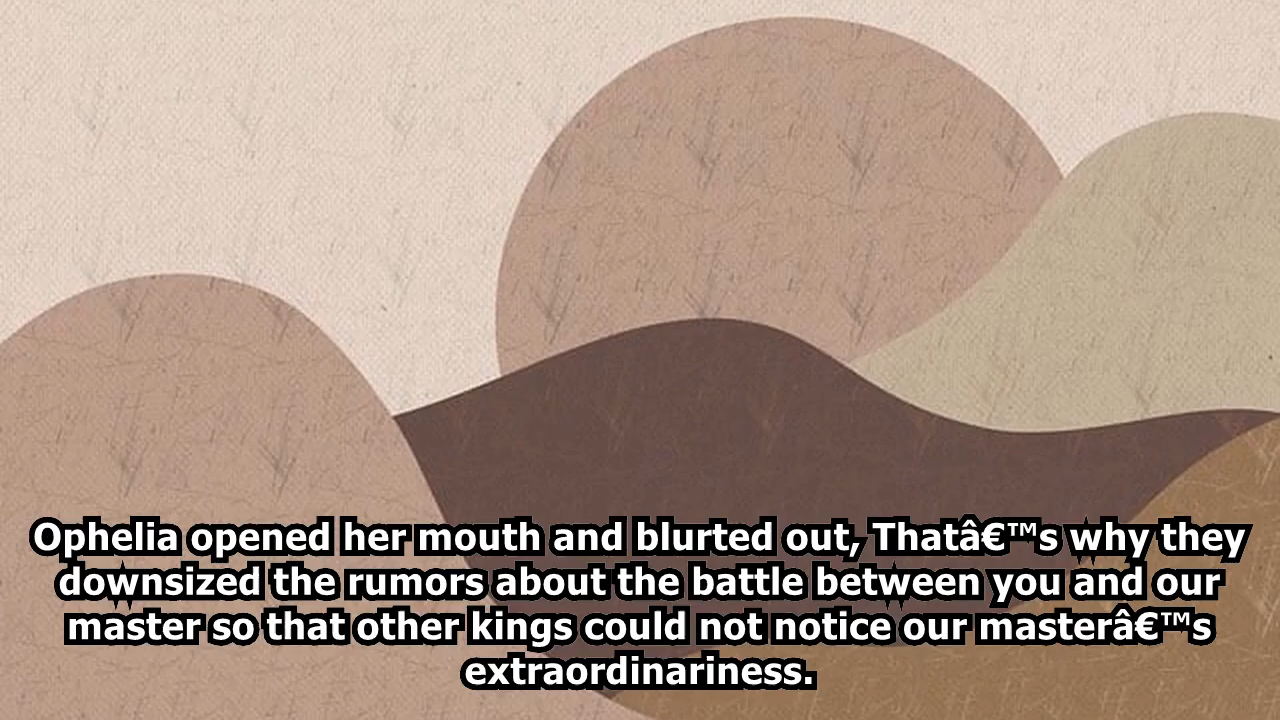 Ophelia opened her mouth and blurted out, Thatâ€™s why they
downsized the rumors about the battle between you and our
master so that other kings could not notice our masterâ€™s
extraordinariness.